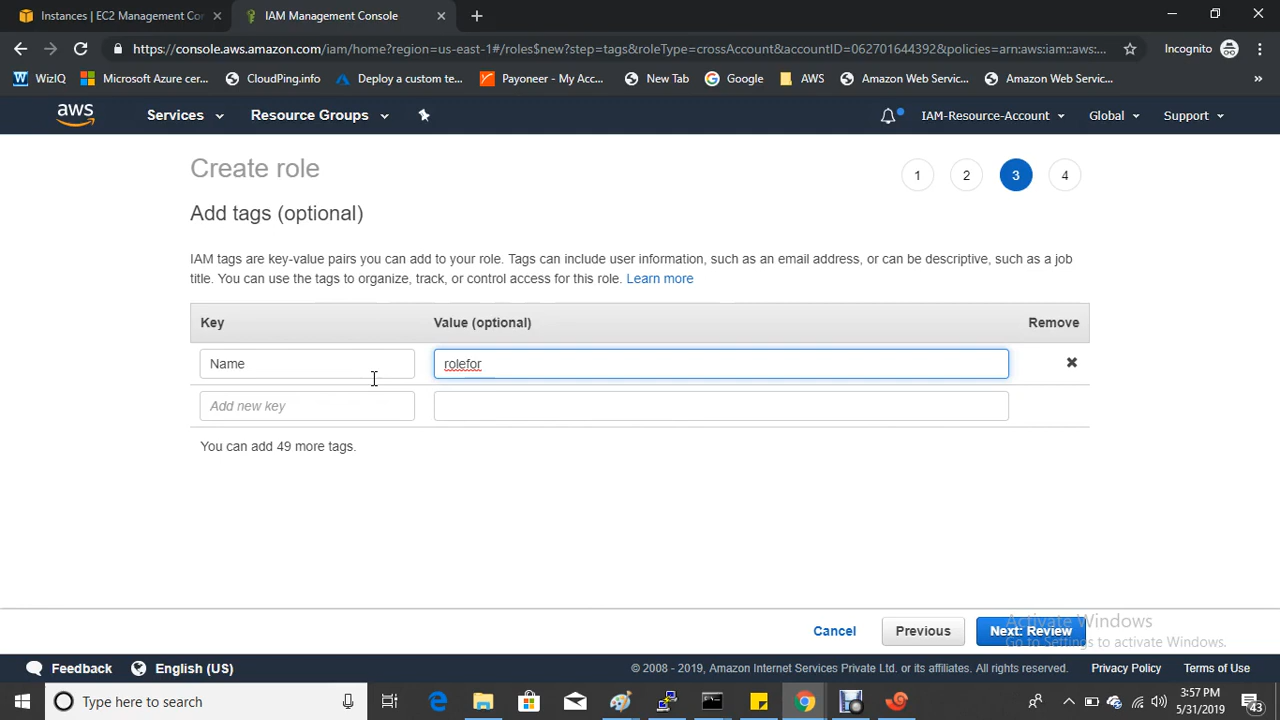 Instances | EC2 Management Con
IAM Management Console
https://console.aws.amazon.com/iam/home?region=us-east-1#/roles$new?step=tags&roleType=crossAccount&accountID=062701644392&policies=arn:aws:iam::aws:...
Incognito
WizIQ
Microsoft Azure cer...
CloudPing.info
Deploy a custom te...
Payoneer - My Acco...
New Tab
Google
AWS
Amazon Web Servic...
Amazon Web Servic...
»
aws
Services
Resource Groups
IAM-Resource-Account
Global
Support
Create role
1 2 3 4
Add tags (optional)
IAM tags are key-value pairs you can add to your role. Tags can include user information, such as an email address, or can be descriptive, such as a job
title. You can use the tags to organize, track, or control access for this role. Learn more
Key Value (optional) Remove
Name rolefor
Add new key
You can add 49 more tags.
Cancel Previous Next: Review
Activate Windows
Go to Settings to activate Windows.
Feedback English (US)
© 2008 - 2019, Amazon Internet Services Private Ltd. or its affiliates. All rights reserved. Privacy Policy Terms of Use
Type here to search
3:57 PM
5/31/2019
43